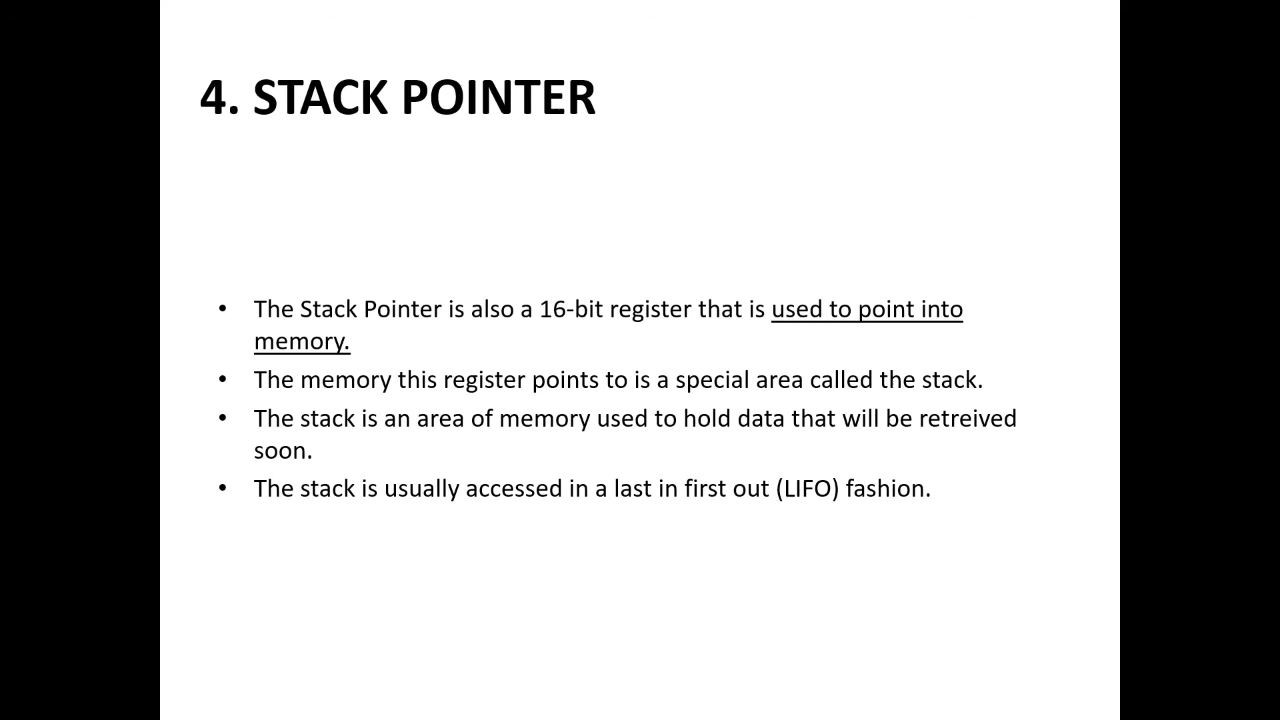 4. STACK POINTER
• The Stack Pointer is also a 16-bit register that is used to point into
memory.
• The memory this register points to is a special area called the stack.
• The stack is an area of memory used to hold data that will be retreived
soon.
• The stack is usually accessed in a last in first out (LIFO) fashion.